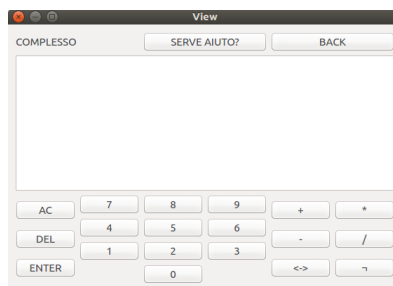 View
COMPLESSO SERVE AIUTO? BACK
AC 7 8 9 + *
DEL 4 5 6 - /
1 2 3
ENTER 0 <-> ¬